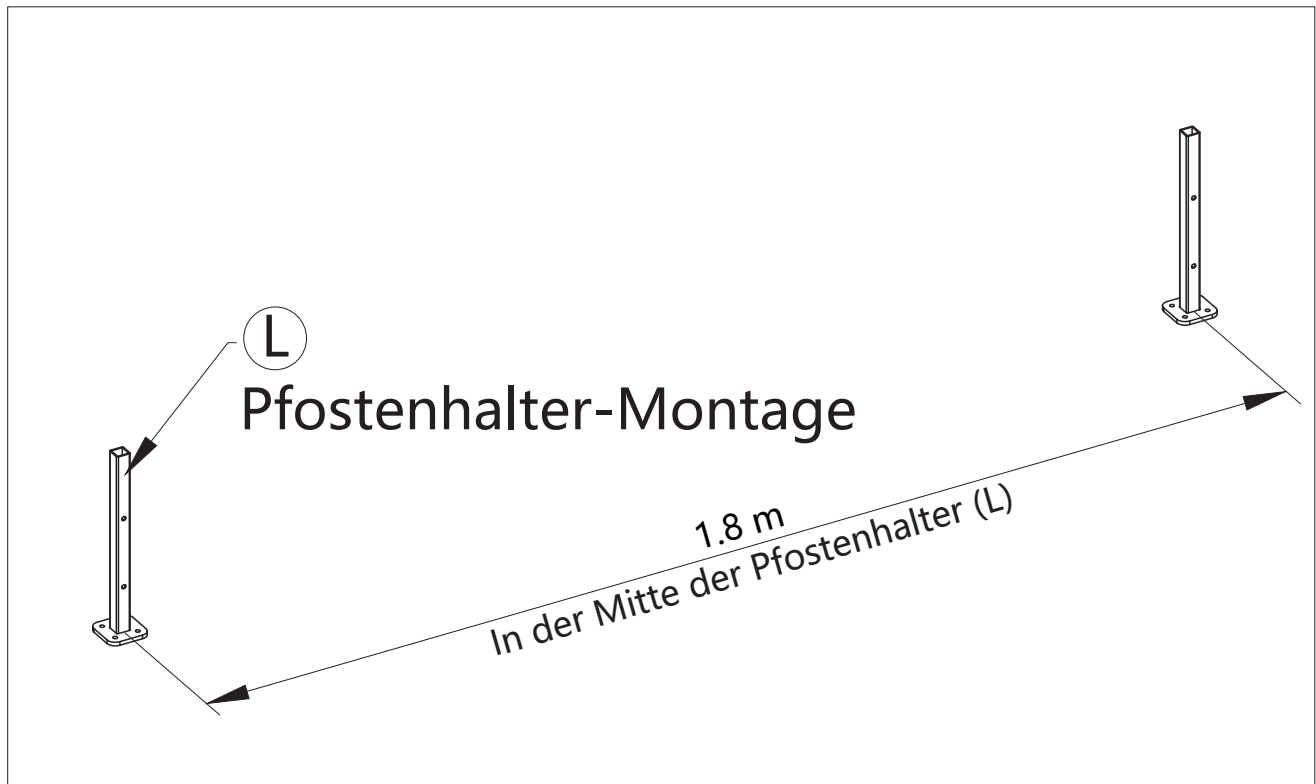 L
Pfostenhalter-Montage
1.8 m
In der Mitte der Pfostenhalter (L)